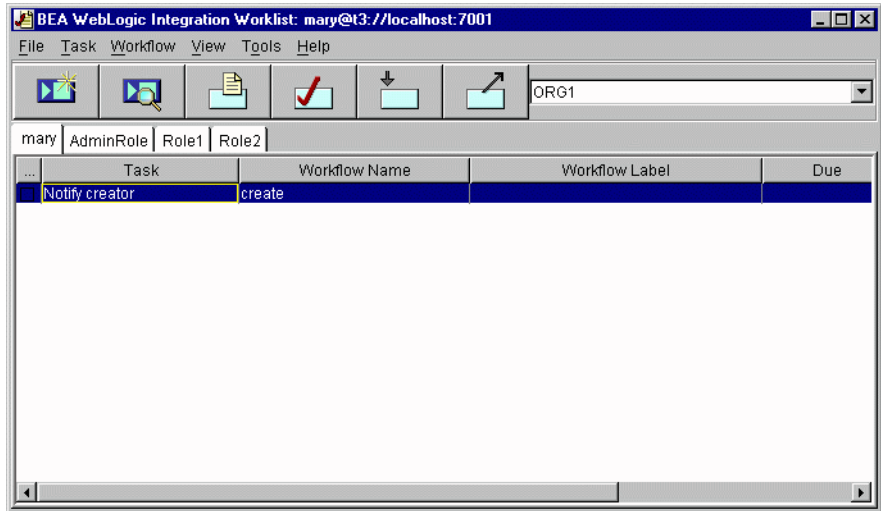 BEA WebLogic Integration Worklist: mary@t3://localhost:7001
File Task Workflow View Tools Help
ORG1
mary AdminRole Role1 Role2
... Task Workflow Name Workflow Label Due
Notify creator create